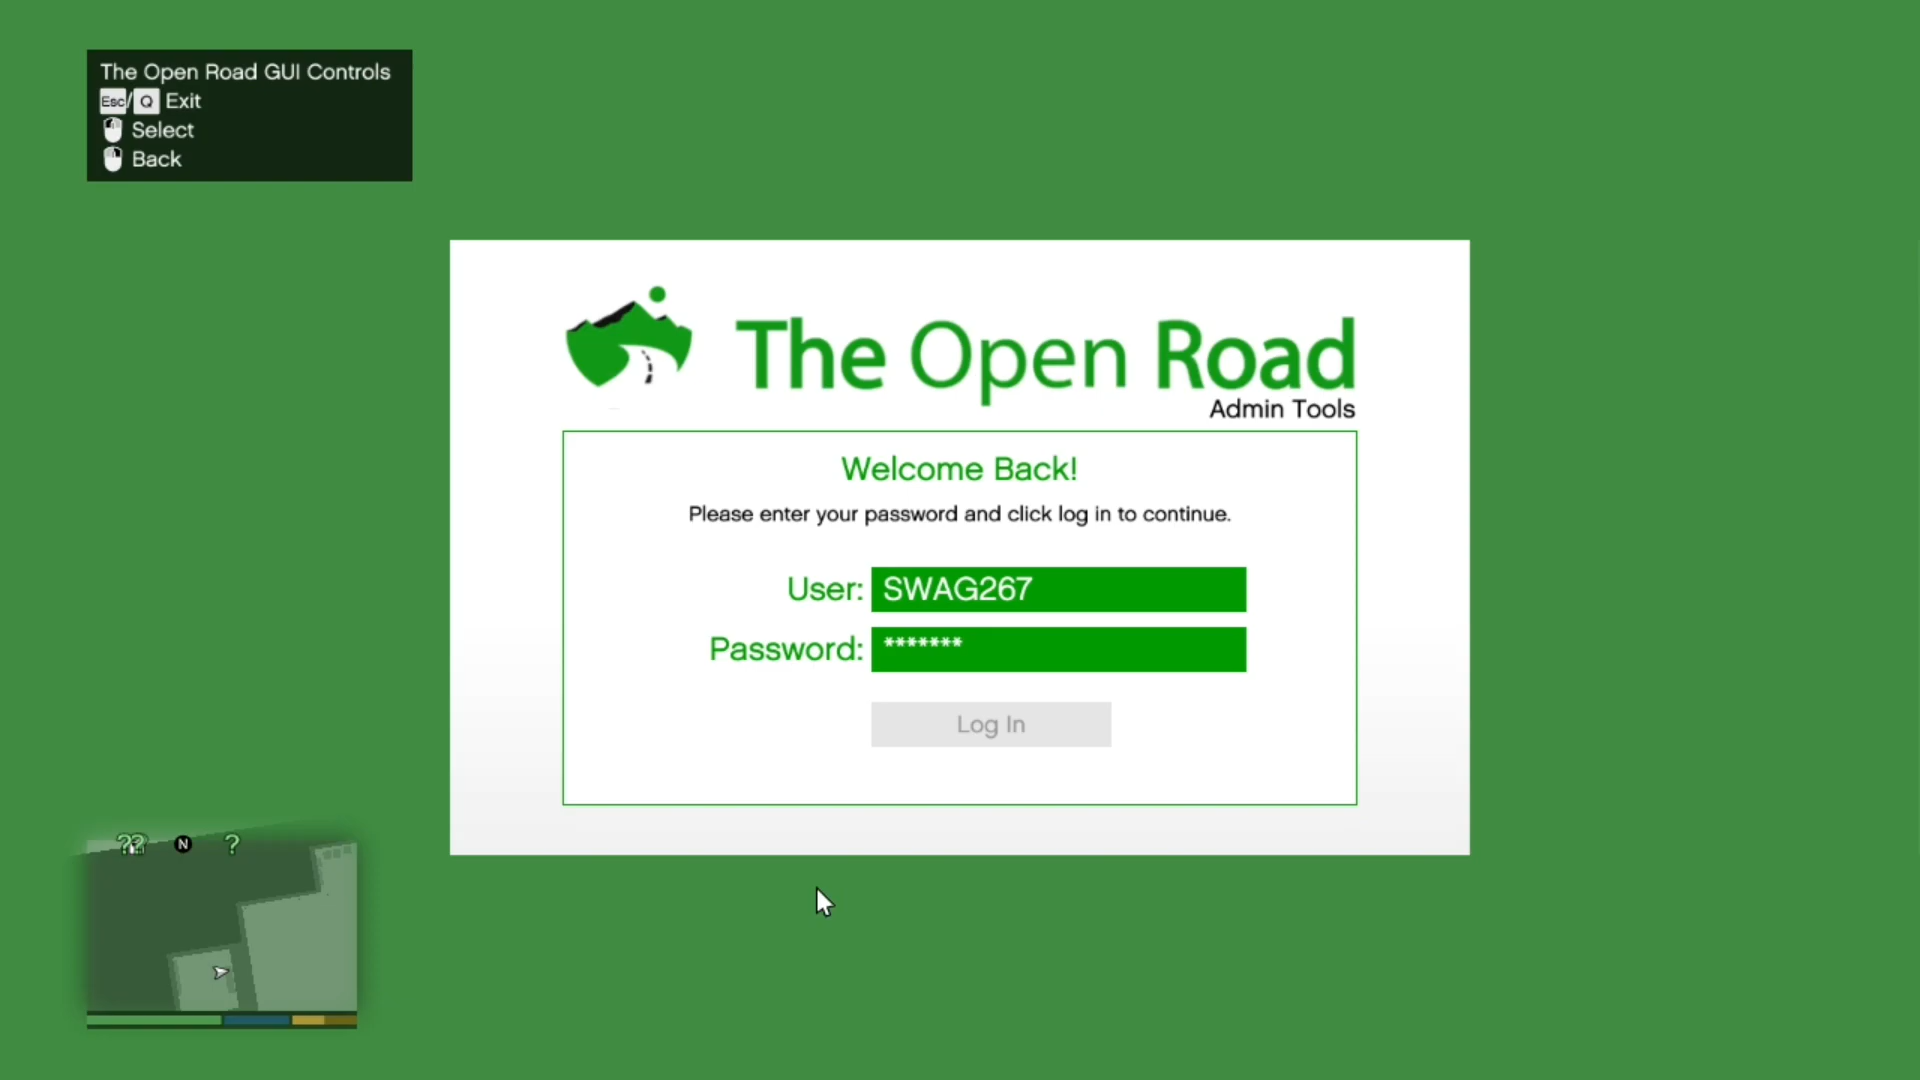 The Open Road GUI Controls
Esc/Q Exit
Select
Back
The Open Road
Admin Tools
Welcome Back!
Please enter your password and click log in to continue.
User: SWAG267
Password: *******
Log In
?? N ?